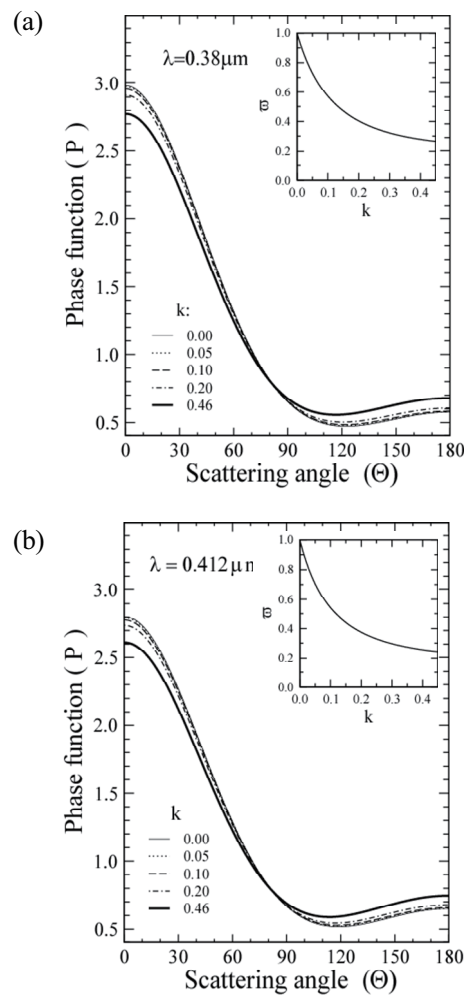 (a)
λ=0.38μm
1.0
0.8
0.6
0.4
0.2
0.0
ϖ
0.0 0.1 0.2 0.3 0.4
k
3.0
2.5
2.0
1.5
1.0
0.5
Phase function ( P )
k:
0.00
0.05
0.10
0.20
0.46
0 30 60 90 120 150 180
Scattering angle (Θ)
(b)
λ = 0.412 μ r
1.0
0.8
0.6
0.4
0.2
0.0
ϖ
0.0 0.1 0.2 0.3 0.4
k
3.0
2.5
2.0
1.5
1.0
0.5
Phase function ( P )
k
0.00
0.05
0.10
0.20
0.46
0 30 60 90 120 150 180
Scattering angle (Θ)